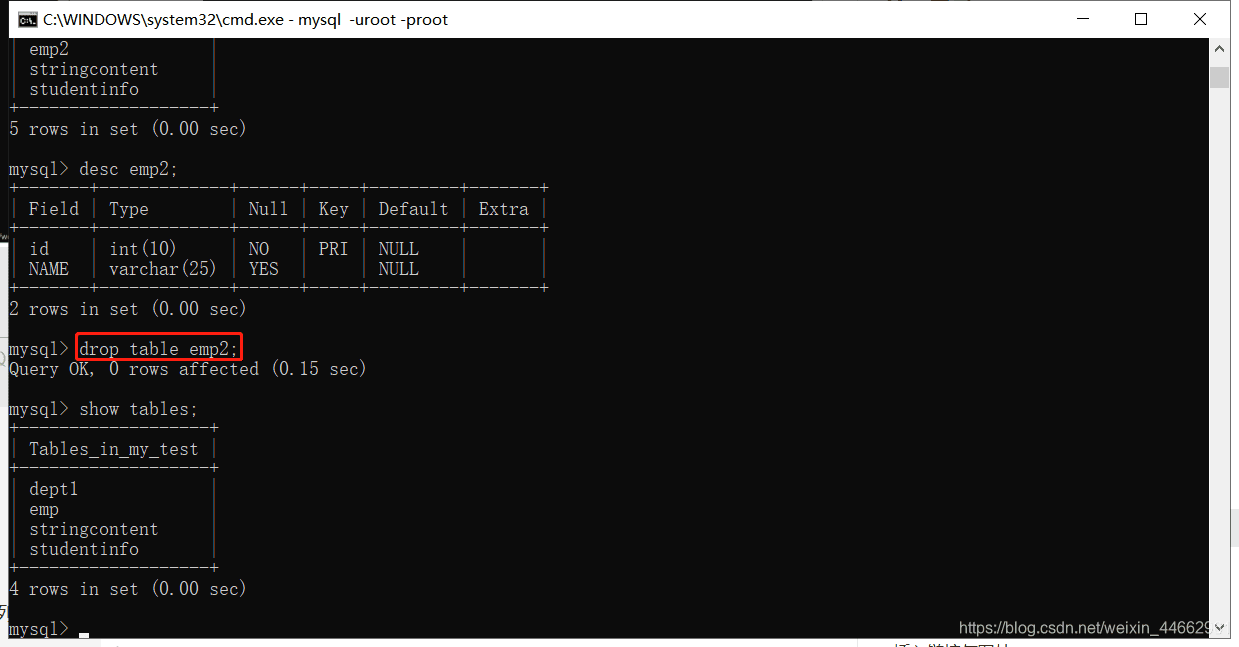 C:\WINDOWS\system32\cmd.exe - mysql  -uroot -proot
| emp2              |
| stringcontent     |
| studentinfo       |
+-------------------+
5 rows in set (0.00 sec)
mysql> desc emp2;
+-------+-------------+------+-----+---------+-------+
| Field | Type        | Null | Key | Default | Extra |
+-------+-------------+------+-----+---------+-------+
| id    | int(10)     | NO   | PRI | NULL    |       |
| NAME  | varchar(25) | YES  |     | NULL    |       |
+-------+-------------+------+-----+---------+-------+
2 rows in set (0.00 sec)
mysql> drop table emp2;
Query OK, 0 rows affected (0.15 sec)
mysql> show tables;
+-------------------+
| Tables_in_my_test |
+-------------------+
| dept1             |
| emp               |
| stringcontent     |
| studentinfo       |
+-------------------+
4 rows in set (0.00 sec)
mysql>
https://blog.csdn.net/weixin_446629